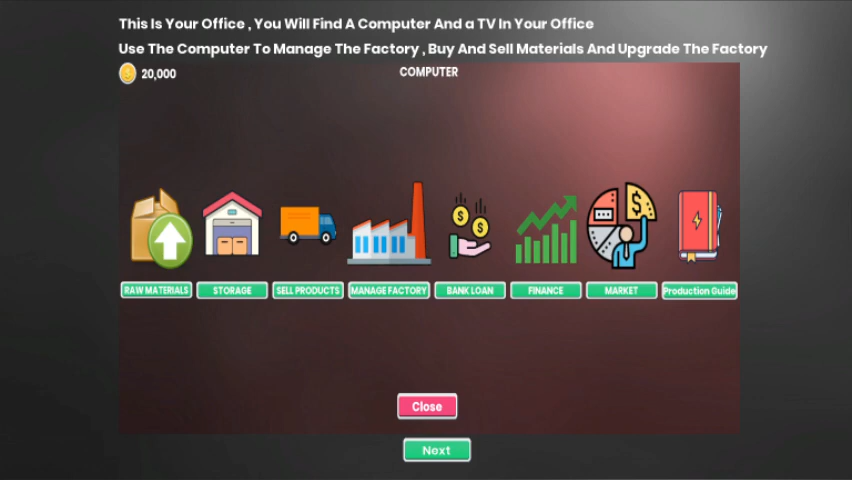 This Is Your Office , You Will Find A Computer And a TV In Your Office
Use The Computer To Manage The Factory , Buy And Sell Materials And Upgrade The Factory
20,000
COMPUTER
RAW MATERIALS
STORAGE
SELL PRODUCTS
MANAGE FACTORY
BANK LOAN
FINANCE
MARKET
Production Guide
Close
Next